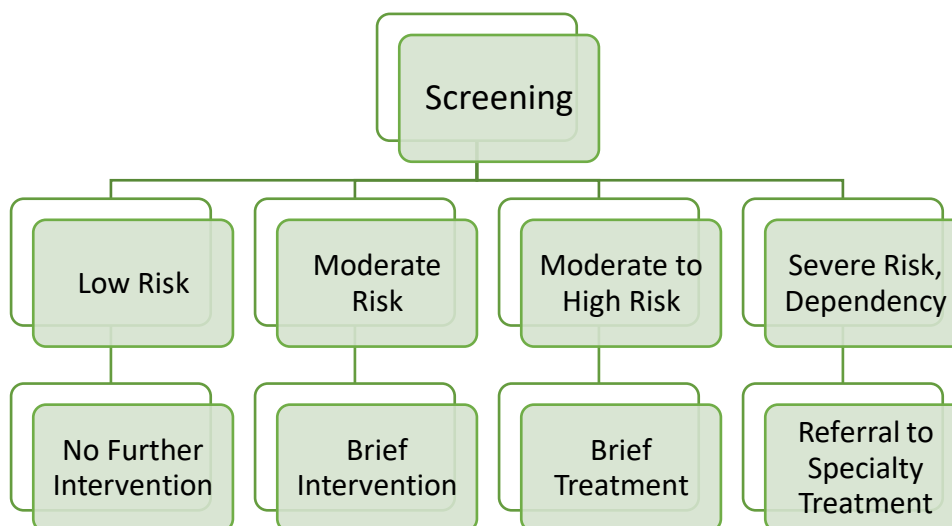 Screening
Low Risk
Moderate
Risk
Moderate to
High Risk
Severe Risk,
Dependency
No Further
Intervention
Brief
Intervention
Brief
Treatment
Referral to
Specialty
Treatment